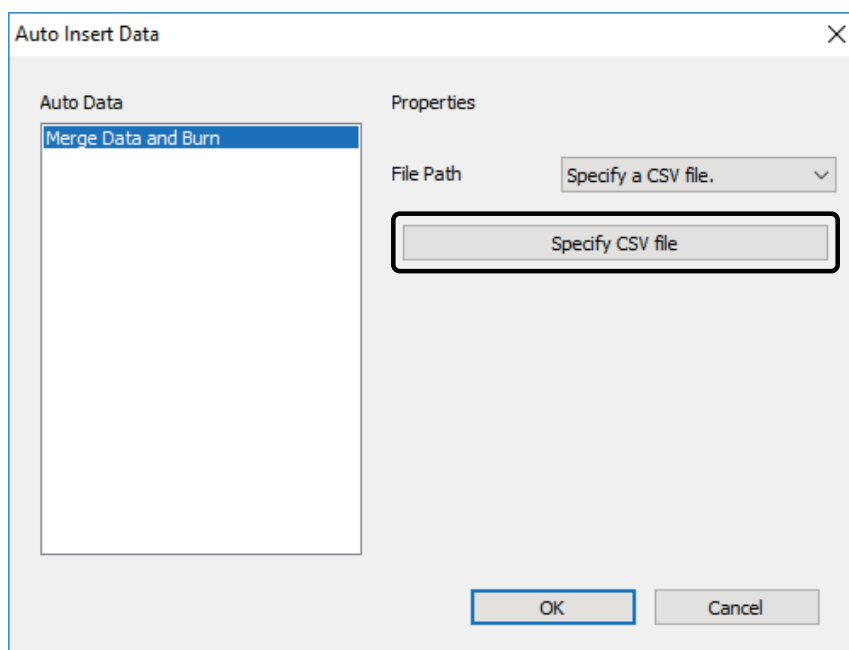 Auto Insert Data
Auto Data
Merge Data and Burn
Properties
File Path
Specify a CSV file.
Specify CSV file
OK
Cancel